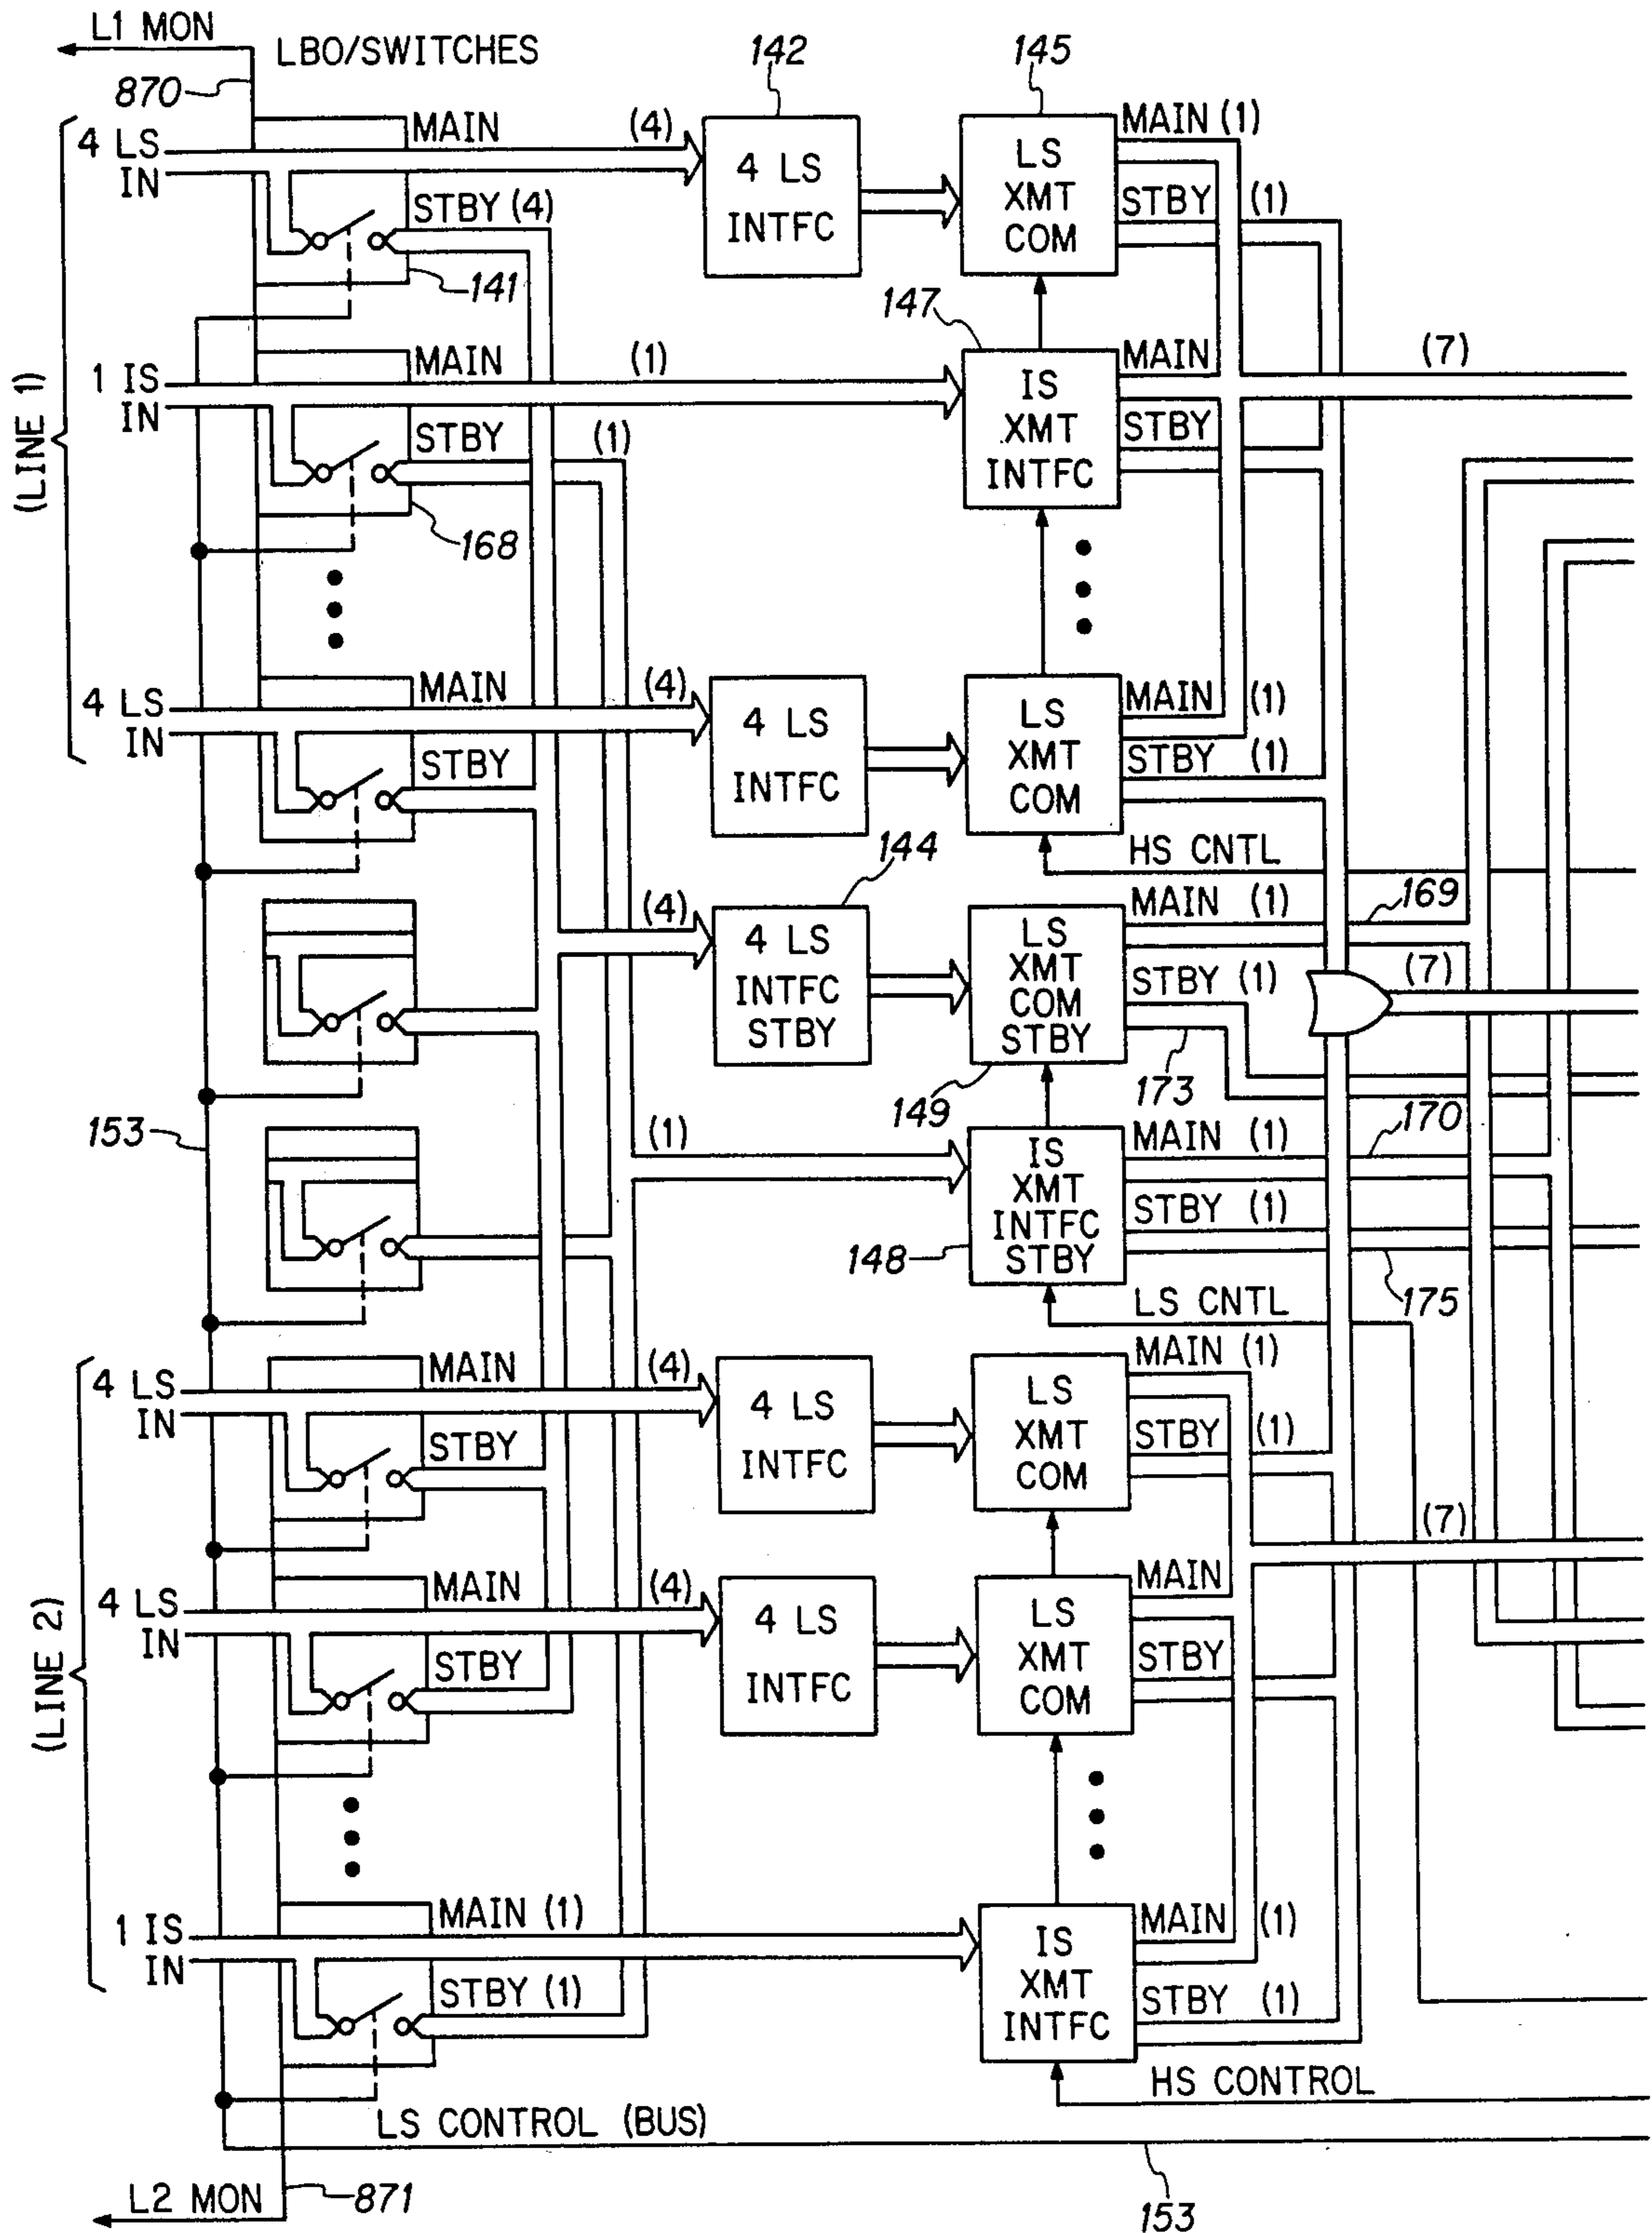 L1 MON
LBO/SWITCHES
142
145
870
4 LS
IN
MAIN
(4)
4 LS
INTFC
LS
XMT
COM
MAIN (1)
STBY (1)
STBY (4)
141
147
(LINE 1)
1 IS
IN
MAIN
(1)
IS
XMT
INTFC
MAIN
(7)
STBY
STBY
(1)
168
4 LS
IN
MAIN
(4)
4 LS
INTFC
LS
XMT
COM
MAIN (1)
STBY (1)
STBY
HS CNTL
144
(4)
4 LS
INTFC
STBY
LS
XMT
COM
STBY
MAIN (1)
169
STBY (1)
(7)
149
173
153
(1)
IS
XMT
INTFC
STBY
MAIN (1)
170
STBY (1)
148
175
LS CNTL
(LINE 2)
4 LS
IN
MAIN
(4)
4 LS
INTFC
LS
XMT
COM
MAIN (1)
STBY (1)
STBY
(7)
4 LS
IN
MAIN
(4)
4 LS
INTFC
LS
XMT
COM
MAIN
STBY
STBY
1 IS
IN
MAIN (1)
IS
XMT
INTFC
MAIN (1)
STBY (1)
STBY (1)
HS CONTROL
LS CONTROL (BUS)
L2 MON
871
153